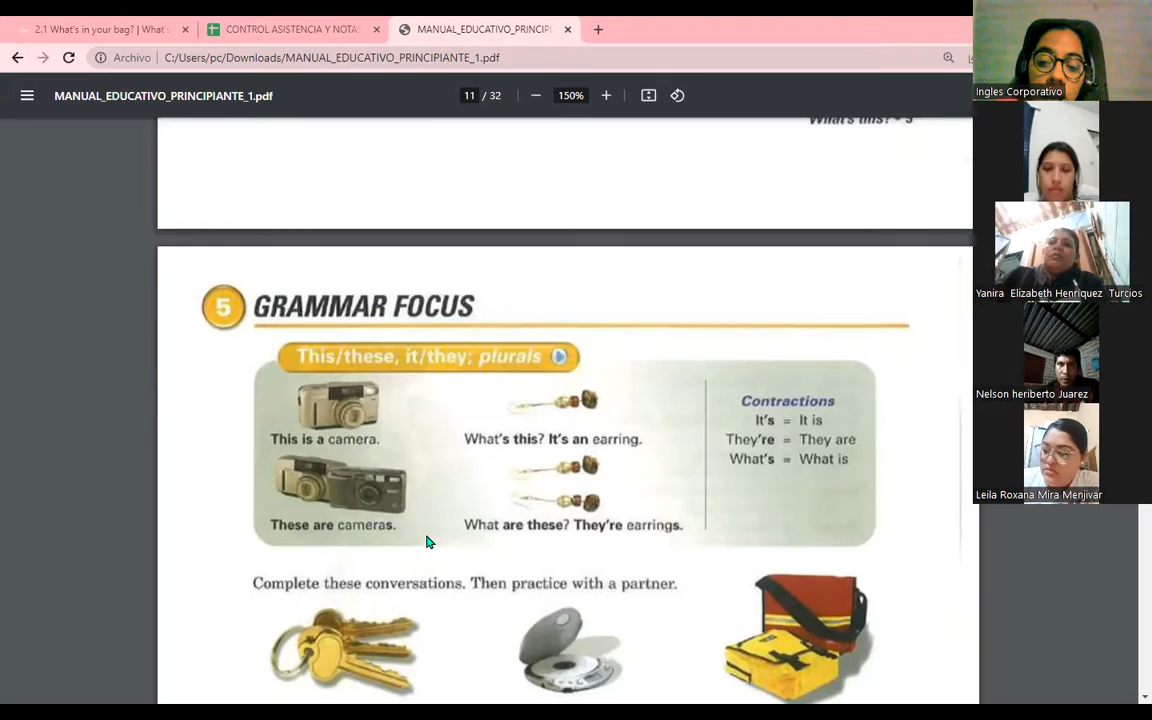 2.1 What's in your bag? | What's
CONTROL ASISTENCIA Y NOTAS
MANUAL_EDUCATIVO_PRINCIPI
Archivo
C:/Users/pc/Downloads/MANUAL_EDUCATIVO_PRINCIPIANTE_1.pdf
MANUAL_EDUCATIVO_PRINCIPIANTE_1.pdf
11 / 32
150%
What's this? • 9
5 GRAMMAR FOCUS
This/these, it/they; plurals
This is a camera.
What's this? It's an earring.
These are cameras.
What are these? They're earrings.
Contractions
It's = It is
They're = They are
What's = What is
Complete these conversations. Then practice with a partner.
Ingles Corporativo
Yanira Elizabeth Henriquez Turcios
Nelson heriberto Juarez
Leila Roxana Mira Menjivar